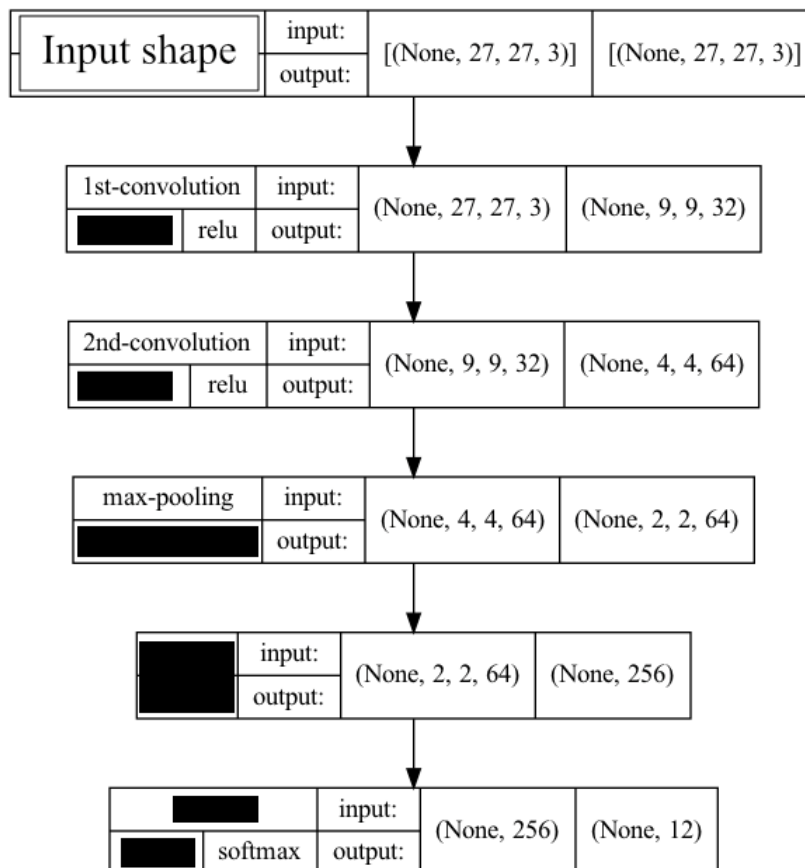 Input shape input: [(None, 27, 27, 3)] [(None, 27, 27, 3)]
output:
1st-convolution input: (None, 27, 27, 3) (None, 9, 9, 32)
relu output:
2nd-convolution input: (None, 9, 9, 32) (None, 4, 4, 64)
relu output:
max-pooling input: (None, 4, 4, 64) (None, 2, 2, 64)
output:
input: (None, 2, 2, 64) (None, 256)
output:
input: (None, 256) (None, 12)
softmax output: